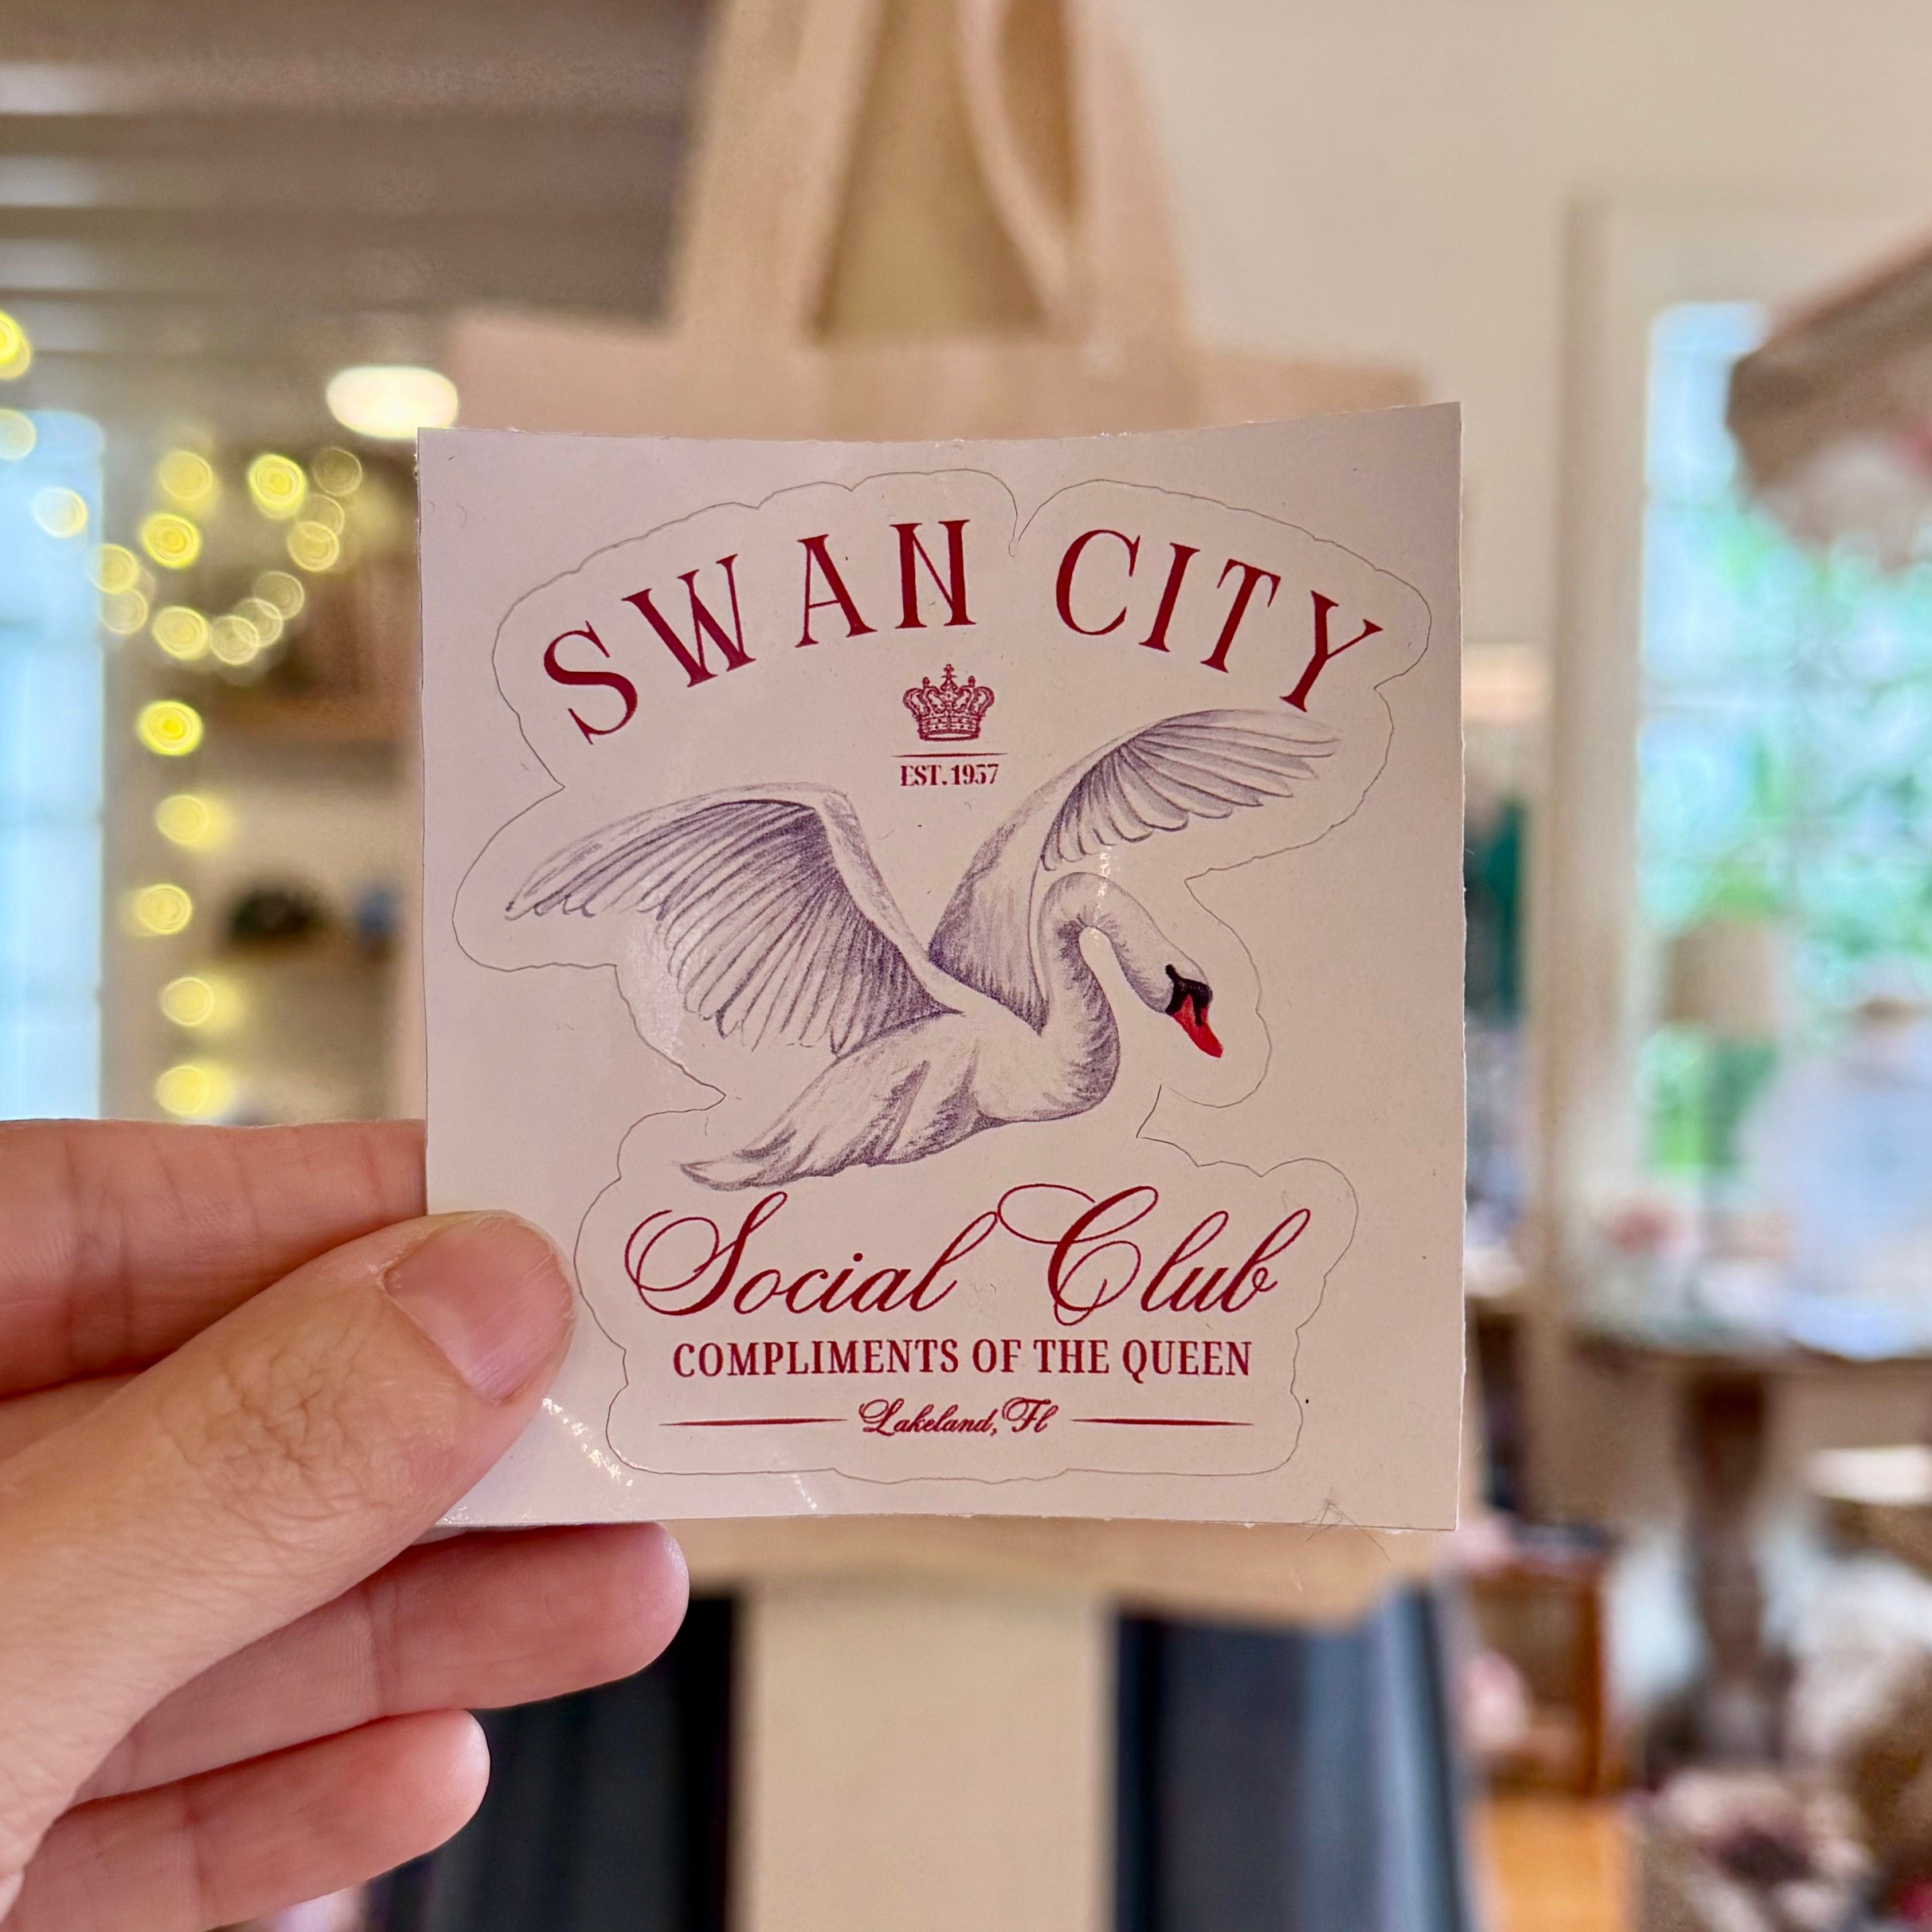 SWAN CITY
EST. 1957
Social Club
COMPLIMENTS OF THE QUEEN
Lakeland, Fl